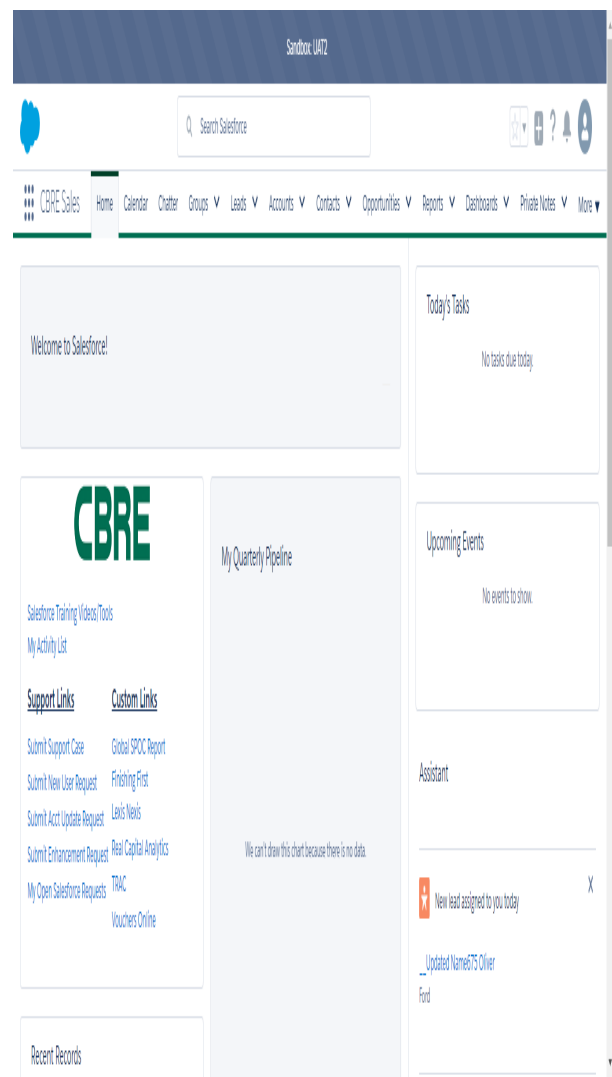 Sandbox: UAT2
Search Salesforce
CBRE Sales Home Calendar Chatter Groups Leads Accounts Contacts Opportunities Reports Dashboards Private Notes More
Welcome to Salesforce!
Today's Tasks
No tasks due today.
CBRE
Salesforce Training Videos/Tools
My Activity List
Support Links
Submit Support Case
Submit New User Request
Submit Acct Update Request
Submit Enhancement Request
My Open Salesforce Requests
Custom Links
Global SPOC Report
Finishing First
Lexis Nexis
Real Capital Analytics
TRAC
Vouchers Online
My Quarterly Pipeline
We can't draw this chart because there is no data.
Upcoming Events
No events to show.
Assistant
New lead assigned to you today
X
__Updated Name675 Oliver
Ford
Recent Records